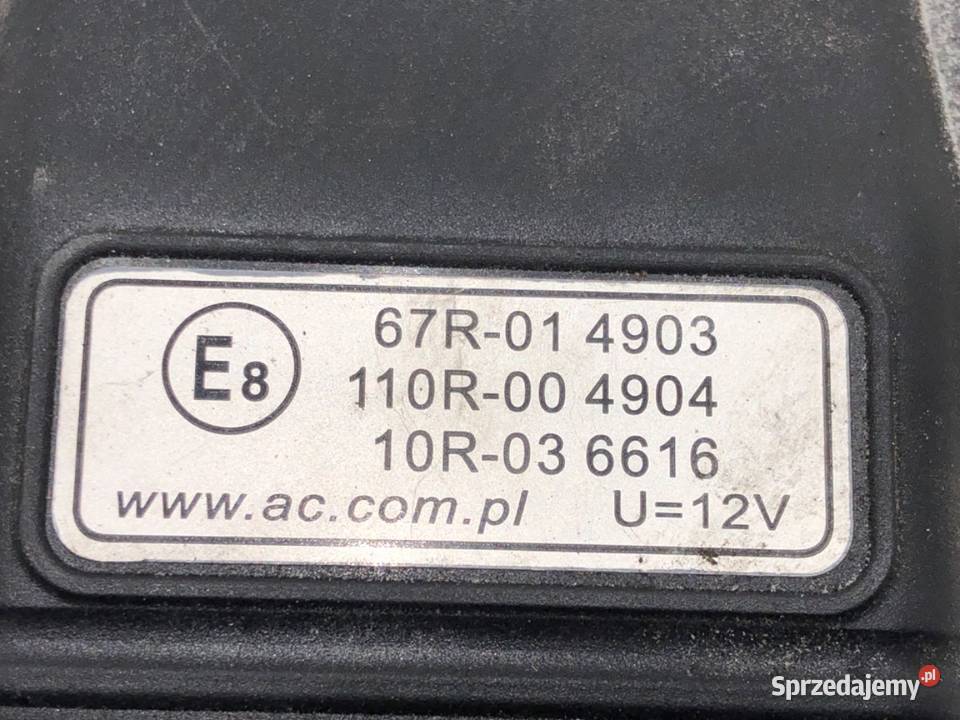 E8
67R-01 4903
110R-00 4904
10R-03 6616
www.ac.com.pl U=12V
Sprzedajemy.pl